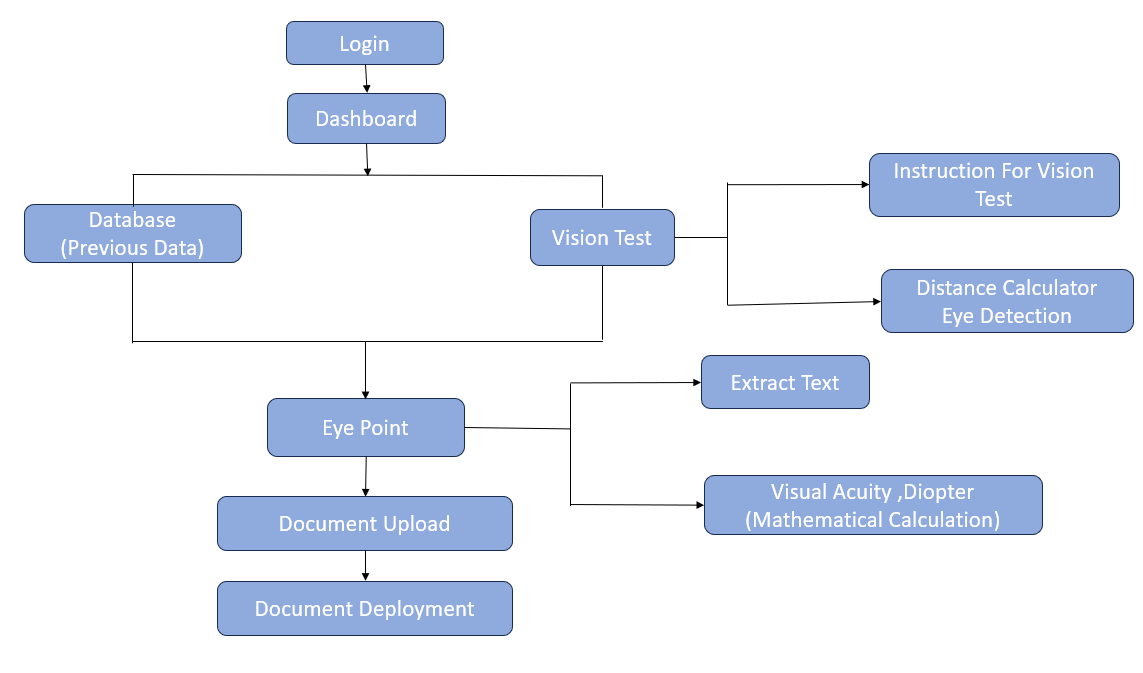 Login
Dashboard
Database
(Previous Data)
Vision Test
Instruction For Vision
Test
Distance Calculator
Eye Detection
Extract Text
Eye Point
Visual Acuity ,Diopter
(Mathematical Calculation)
Document Upload
Document Deployment